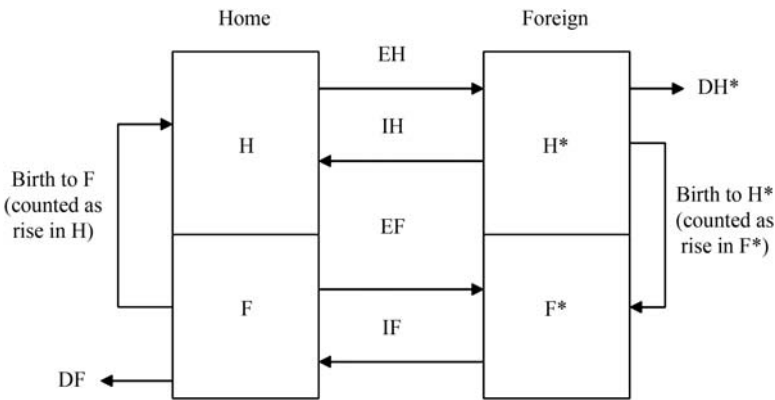 Home
Foreign
EH
DH*
IH
H
H*
Birth to F
(counted as
rise in H)
Birth to H*
(counted as
rise in F*)
EF
F
F*
IF
DF